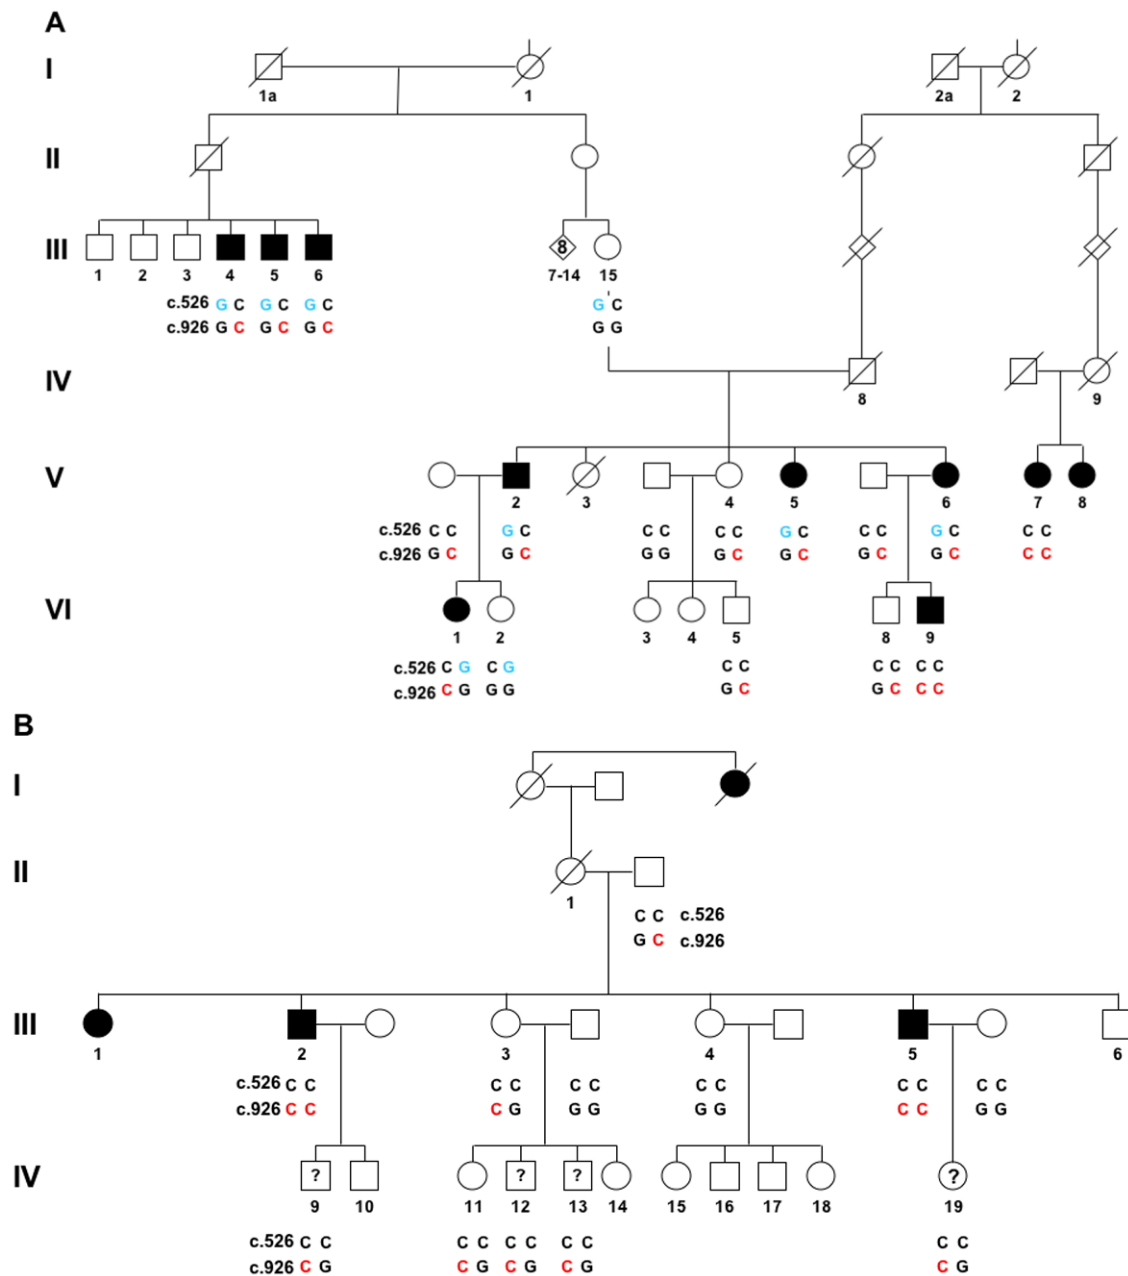 A
I
1a 1 2a 2
II
III
8
1 2 3 4 5 6 7-14 15
c.526 G C G C G C G C
c.926 G C G C G C G G
IV
8 9
V
2 3 4 5 6 7 8
c.526 C C G C C C C C G C C C G C C C
c.926 G C G C G G G C G C G C G C C C
VI
1 2 3 4 5 8 9
c.526 C G C G C C C C C C
c.926 C G G G G C G C C C
B
I
II
1
C C c.526
G C c.926
III
1 2 3 4 5 6
c.526 C C C C C C C C C C C C
c.926 C C C G G G G G C C G G
IV
? ? ? ?
9 10 11 12 13 14 15 16 17 18 19
c.526 C C C C C C C C C C
c.926 C G C G C G C G C G